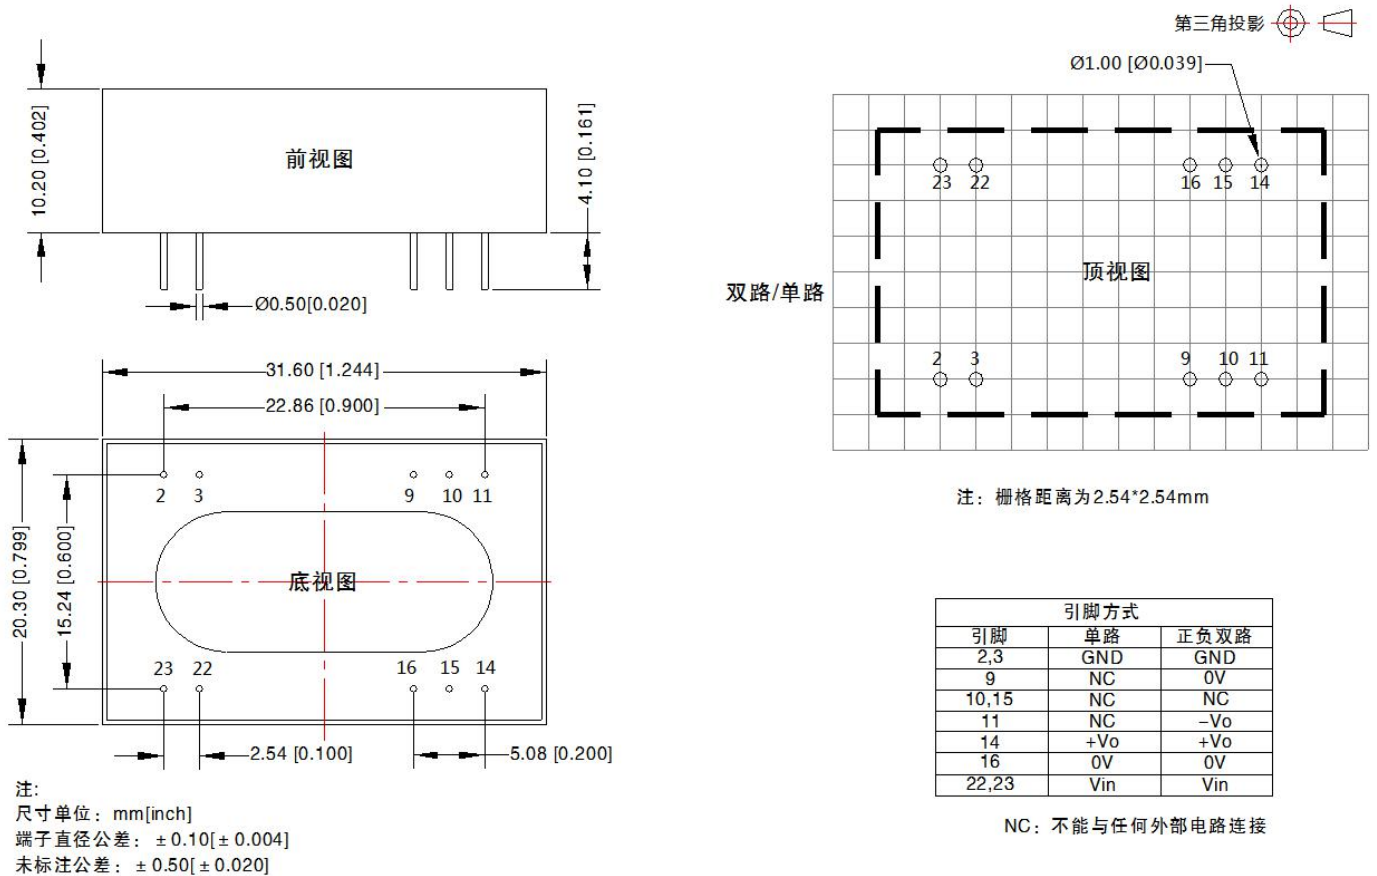 第三角投影
Ø1.00 [Ø0.039]
10.20 [0.402]
前视图
4.10 [0.161]
Ø0.50[0.020]
23 22 16 15 14
顶视图
双路/单路
2 3 9 10 11
注：栅格距离为2.54*2.54mm
31.60 [1.244]
22.86 [0.900]
2 3 9 10 11
20.30 [0.799]
15.24 [0.600]
底视图
23 22 16 15 14
2.54 [0.100]
5.08 [0.200]
引脚方式
引脚 单路 正负双路
2,3 GND GND
9 NC 0V
10,15 NC NC
11 NC −Vo
14 +Vo +Vo
16 0V 0V
22,23 Vin Vin
NC：不能与任何外部电路连接
注:
尺寸单位：mm[inch]
端子直径公差：±0.10[±0.004]
未标注公差：±0.50[±0.020]